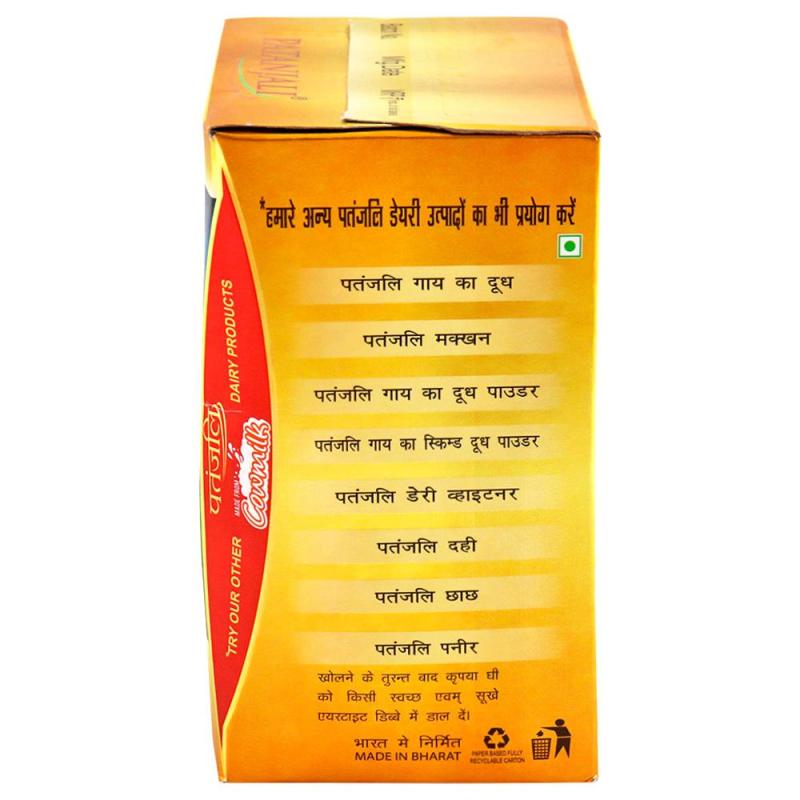 PATANJALI
*हमारे अन्य पतंजलि डेयरी उत्पादों का भी प्रयोग करें
पतंजलि गाय का दूध
पतंजलि मक्खन
पतंजलि गाय का दूध पाउडर
पतंजलि गाय का स्किम्ड दूध पाउडर
पतंजलि डेरी व्हाइटनर
पतंजलि दही
पतंजलि छाछ
पतंजलि पनीर
खोलने के तुरन्त बाद कृपया घी
को किसी स्वच्छ एवम् सूखे
एयरटाइट डिब्बे में डाल दें।
भारत मे निर्मित
MADE IN BHARAT
PAPER BASED FULLY
RECYCLABLE CARTON
*TRY OUR OTHER
पतंजलि
MADE FROM
Cowmilk
DAIRY PRODUCTS